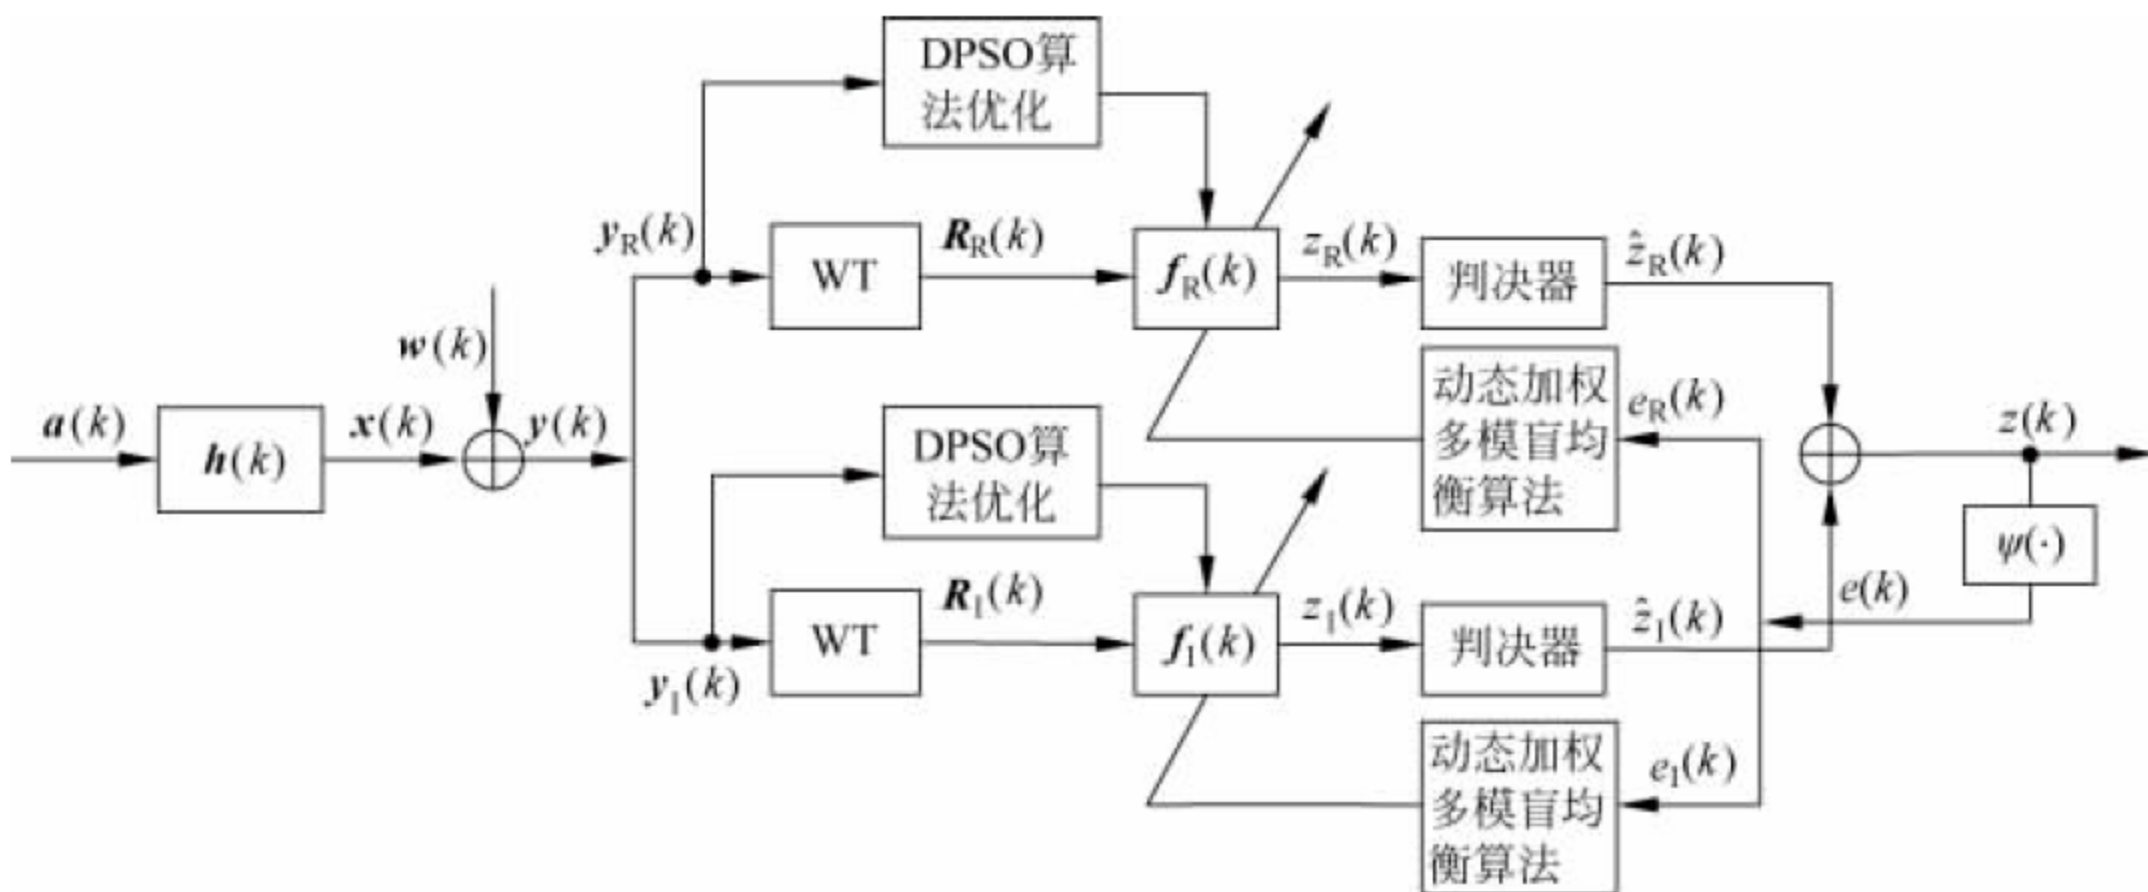 DPSO算
法优化
y_R(k)
WT
R_R(k)
f_R(k)
z_R(k)
判决器
ẑ_R(k)
w(k)
a(k)
h(k)
x(k)
y(k)
动态加权
多模盲均
衡算法
e_R(k)
z(k)
DPSO算
法优化
ψ(·)
y_I(k)
WT
R_I(k)
f_I(k)
z_I(k)
判决器
ẑ_I(k)
e(k)
动态加权
多模盲均
衡算法
e_I(k)